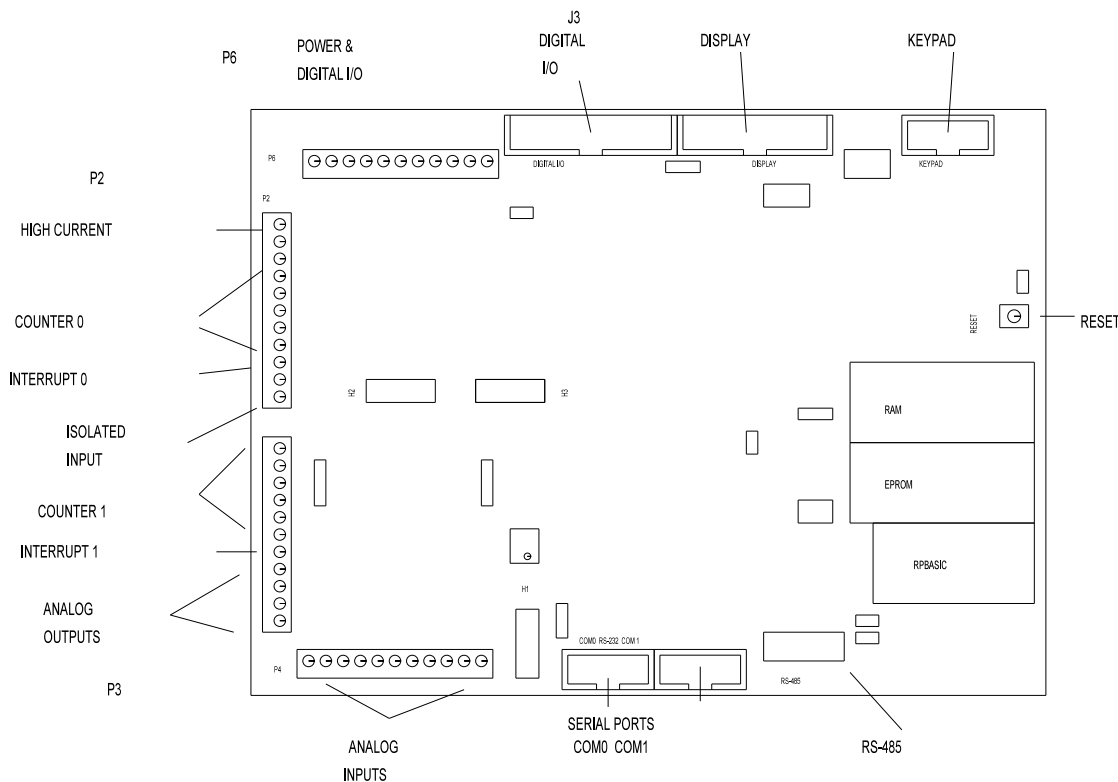 J3
P6
POWER &
DIGITAL I/O
DIGITAL
I/O
DISPLAY
KEYPAD
P6
DIGITAL I/O
DISPLAY
KEYPAD
P2
P2
HIGH CURRENT
COUNTER 0
RESET
RESET
INTERRUPT 0
H2
H3
RAM
ISOLATED
INPUT
EPROM
COUNTER 1
INTERRUPT 1
RPBASIC
H1
ANALOG
OUTPUTS
COM0 RS-232 COM 1
P4
RS-485
P3
SERIAL PORTS
COM0 COM1
RS-485
ANALOG
INPUTS